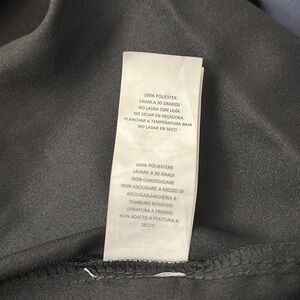 100% POLIÉSTER
LAVAR A 30 GRADOS
NO LAVAR CON LEJÍA
NO SECAR EN SECADORA
PLANCHAR A TEMPERATURA BAJA
NO LAVAR EN SECO
100% POLIESTERE
LAVARE A 30 GRADI
NON CANDEGGIARE
NON ASCIUGARE A MEZZO DI
ASCIUGABIANCHERIA A
TAMBURO ROTATIVO
STIRATURA A FREDDO
NON ADATTO A PULITURA A
SECCO